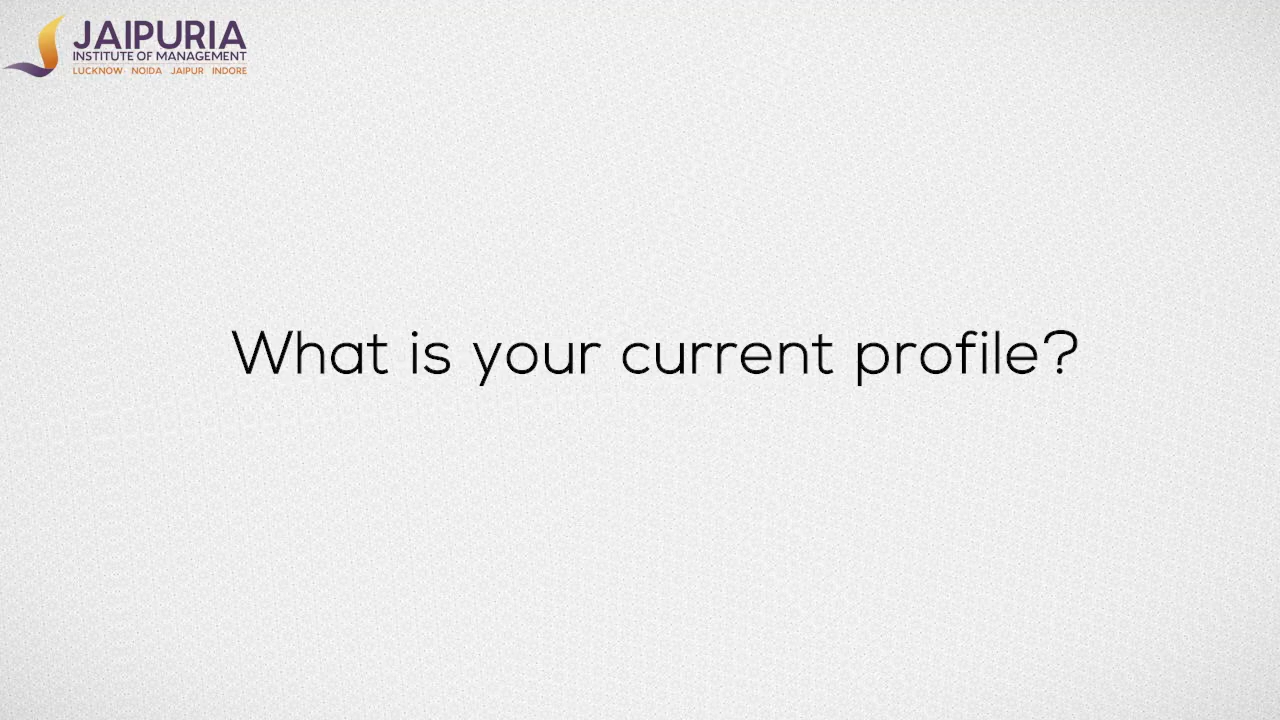 JAIPURIA
INSTITUTE OF MANAGEMENT
LUCKNOW NOIDA JAIPUR INDORE
What is your current profile?